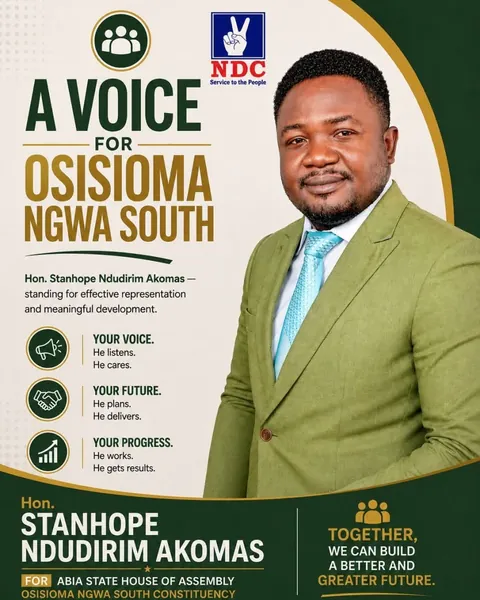 NDC
Service to the People
A VOICE
FOR
OSISIOMA
NGWA SOUTH
Hon. Stanhope Ndudirim Akomas —
standing for effective representation
and meaningful development.
YOUR VOICE.
He listens.
He cares.
YOUR FUTURE.
He plans.
He delivers.
YOUR PROGRESS.
He works.
He gets results.
Hon.
STANHOPE
NDUDIRIM AKOMAS
FOR ABIA STATE HOUSE OF ASSEMBLY
OSISIOMA NGWA SOUTH CONSTITUENCY
TOGETHER,
WE CAN BUILD
A BETTER AND
GREATER FUTURE.